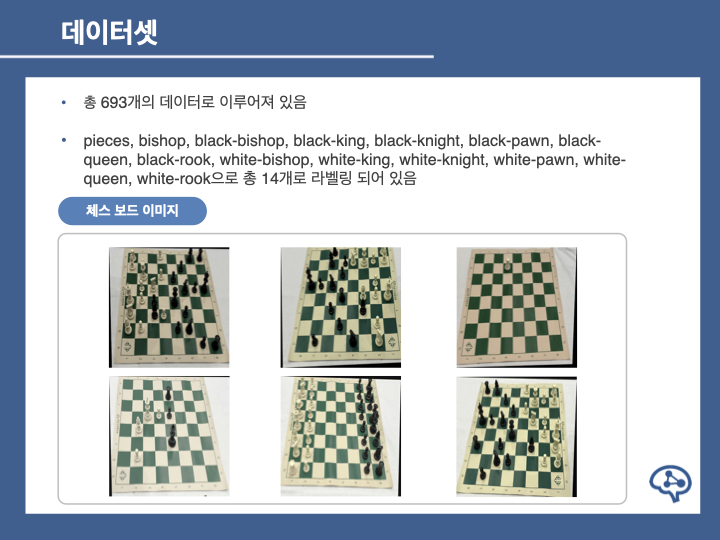 데이터셋
• 총 693개의 데이터로 이루어져 있음
• pieces, bishop, black-bishop, black-king, black-knight, black-pawn, black-
queen, black-rook, white-bishop, white-king, white-knight, white-pawn, white-
queen, white-rook으로 총 14개로 라벨링 되어 있음
체스 보드 이미지